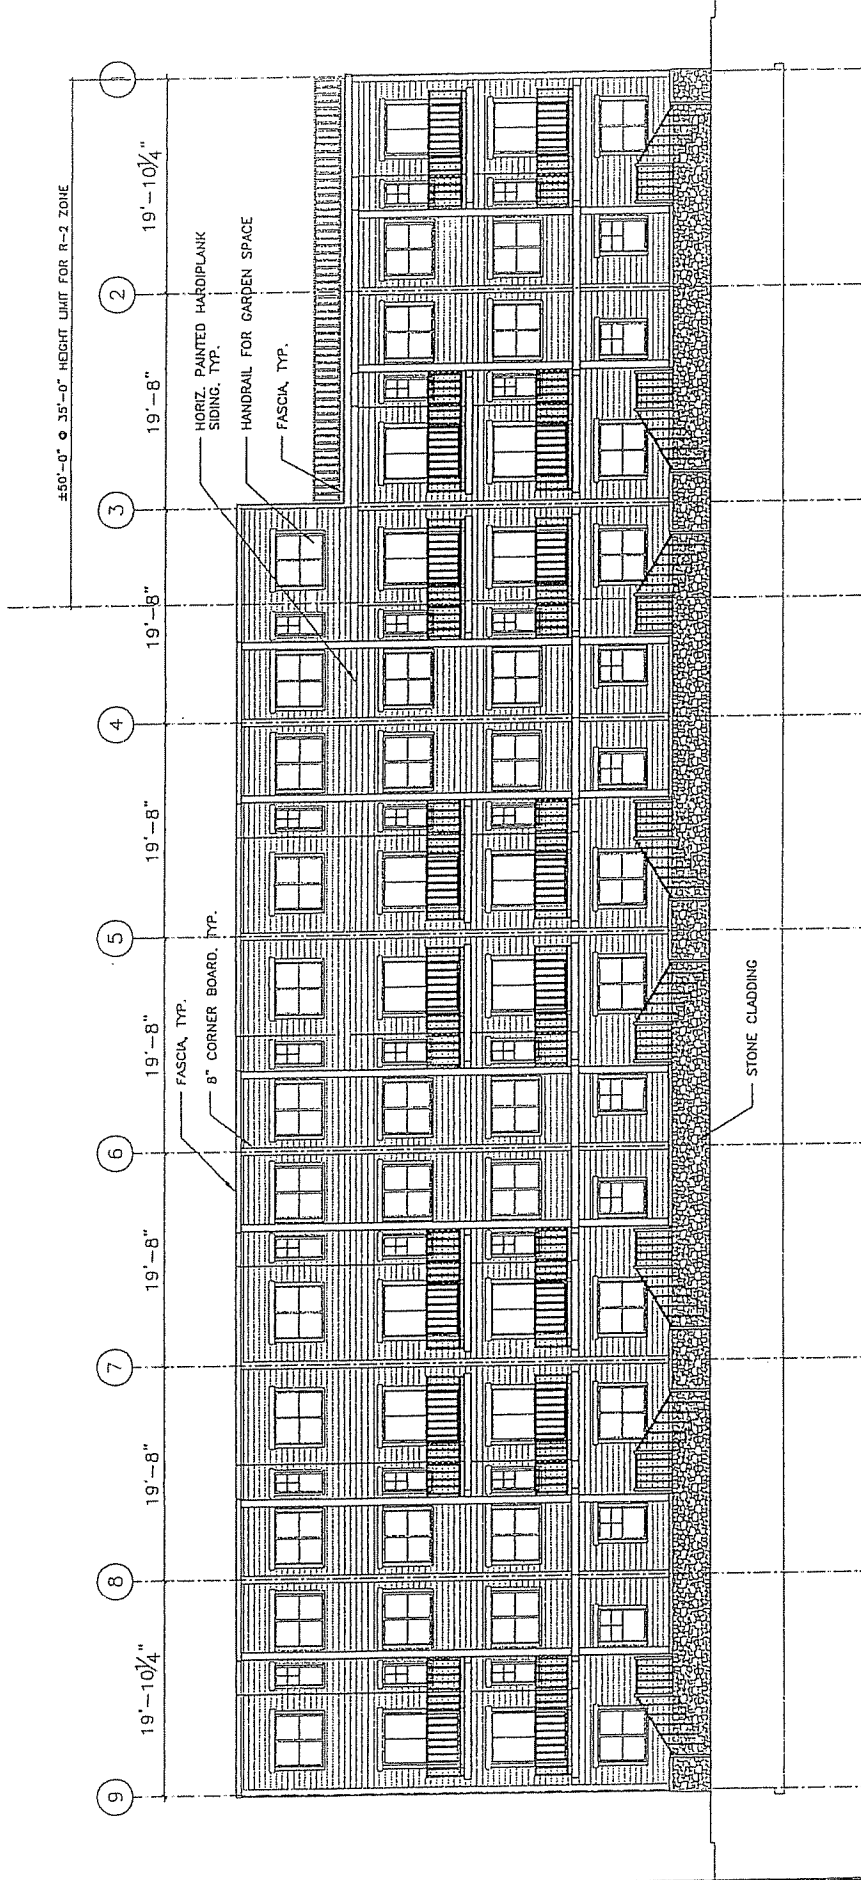 ±50'-0" @ 35'-0" HEIGHT LIMIT FOR R-2 ZONE
9
8
7
6
5
4
3
2
1
19'-10¼"
19'-8"
19'-8"
19'-8"
19'-8"
19'-8"
19'-8"
19'-10¼"
FASCIA, TYP.
8" CORNER BOARD, TYP.
HORIZ. PAINTED HARDIPLANK
SIDING, TYP.
HANDRAIL FOR GARDEN SPACE
FASCIA, TYP.
STONE CLADDING